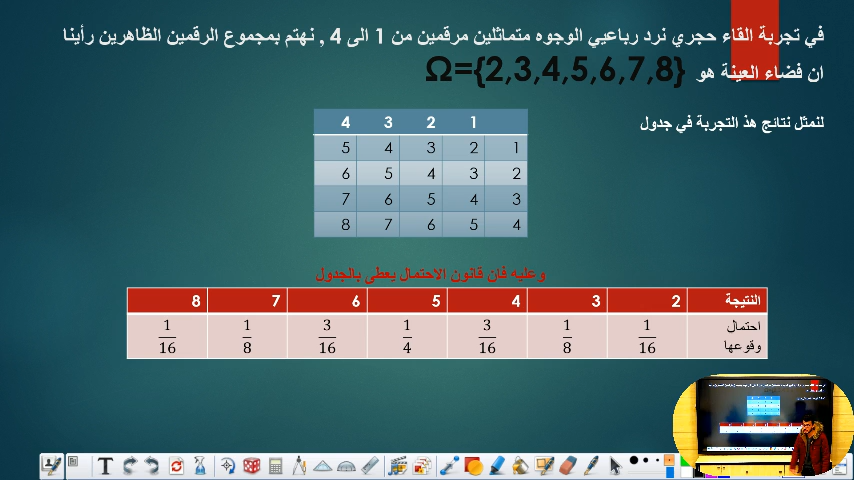 في تجربة القاء حجري نرد رباعيي الوجوه متماثلين مرقمين من 1 الى 4 , نهتم بمجموع الرقمين الظاهرين رأينا
ان فضاء العينة هو Ω={2,3,4,5,6,7,8}
لنمثل نتائج هذ التجربة في جدول
1 2 3 4
1 2 3 4 5
2 3 4 5 6
3 4 5 6 7
4 5 6 7 8
وعليه فان قانون الاحتمال يعطى بالجدول
النتيجة 2 3 4 5 6 7 8
احتمال وقوعها 1/16 1/8 3/16 1/4 3/16 1/8 1/16